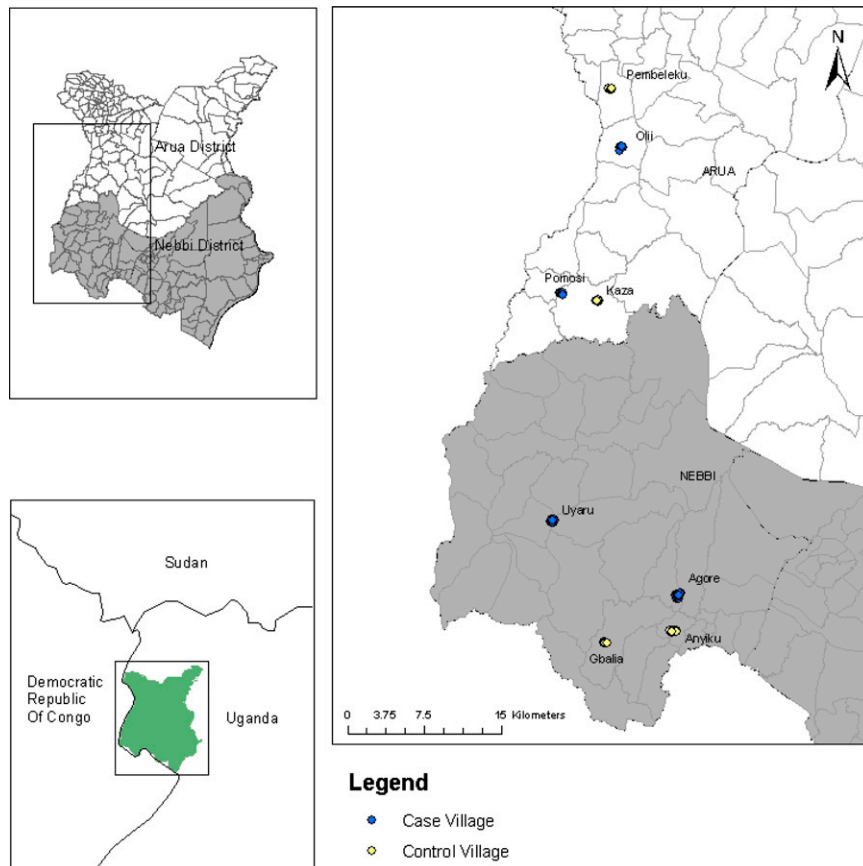 Arua District
Nebbi District
Sudan
Democratic
Republic
Of Congo
Uganda
N
Pembeleku
Olii
ARUA
Pomosi
Kaza
NEBBI
Uyaru
Agore
Anyiku
Gbalia
0 3.75 7.5 15 Kilometers
Legend
Case Village
Control Village